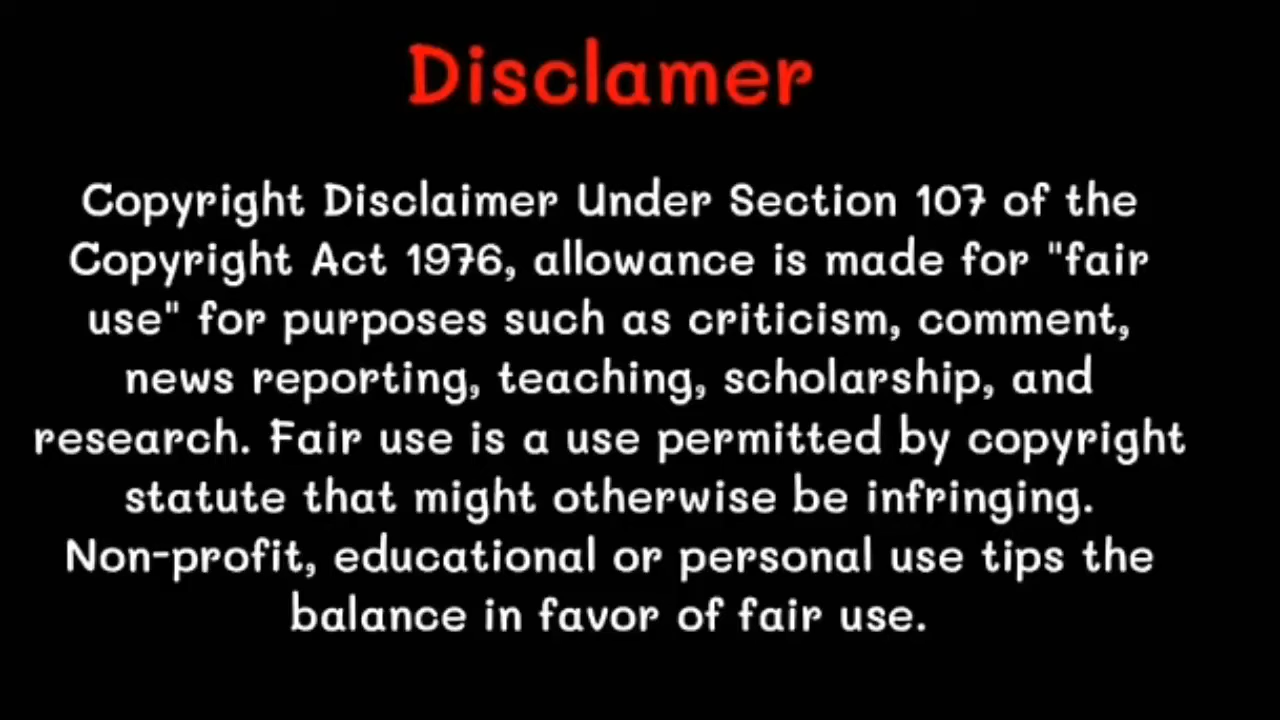 Disclamer
Copyright Disclaimer Under Section 107 of the
Copyright Act 1976, allowance is made for "fair
use" for purposes such as criticism, comment,
news reporting, teaching, scholarship, and
research. Fair use is a use permitted by copyright
statute that might otherwise be infringing.
Non-profit, educational or personal use tips the
balance in favor of fair use.